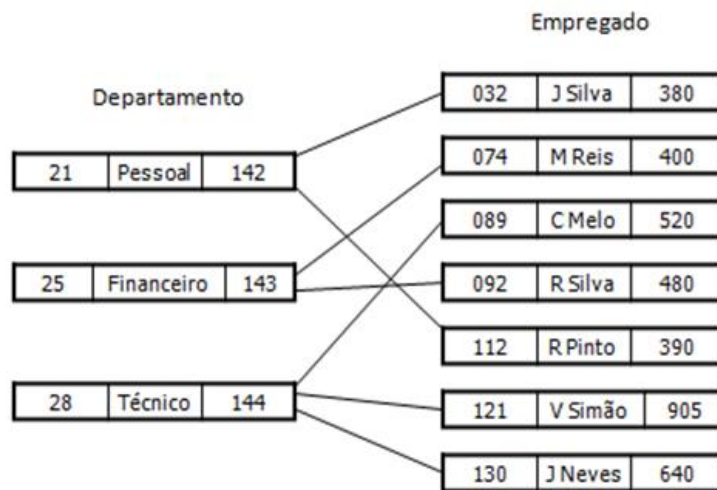 Empregado
Departamento
032 J Silva 380
074 M Reis 400
21 Pessoal 142
089 C Melo 520
25 Financeiro 143
092 R Silva 480
112 R Pinto 390
28 Técnico 144
121 V Simão 905
130 J Neves 640